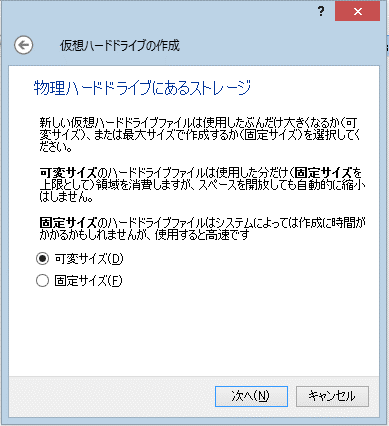 ?
仮想ハードドライブの作成
物理ハードドライブにあるストレージ
新しい仮想ハードドライブファイルは使用したぶんだけ大きくなるか(可
変サイズ)、または最大サイズで作成するか(固定サイズ)を選択してく
ださい。
可変サイズのハードドライブファイルは使用した分だけ(固定サイズを
上限として)領域を消費しますが、スペースを開放しても自動的に縮小
はしません。
固定サイズのハードドライブファイルはシステムによっては作成に時間が
かかるかもしれませんが、使用すると高速です
可変サイズ(D)
固定サイズ(F)
次へ(N) キャンセル